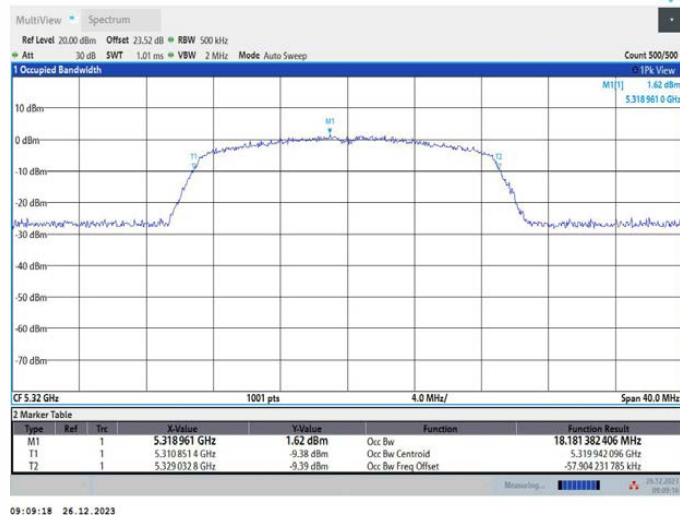 MultiView Spectrum
Ref Level 20.00 dBm Offset 23.52 dB RBW 500 kHz
Att 30 dB SWT 1.01 ms VBW 2 MHz Mode Auto Sweep Count 500/500
1 Occupied Bandwidth 1Pk View
M1[1] 1.62 dBm
5.318 961 0 GHz
10 dBm
M1
0 dBm
T1 T2
-10 dBm
-20 dBm
-30 dBm
-40 dBm
-50 dBm
-60 dBm
-70 dBm
CF 5.32 GHz 1001 pts 4.0 MHz/ Span 40.0 MHz
2 Marker Table
Type Ref Trc X-Value Y-Value Function Function Result
M1 1 5.318 961 GHz 1.62 dBm Occ Bw 18.181 382 406 MHz
T1 1 5.310 851 4 GHz -9.38 dBm Occ Bw Centroid 5.319 942 096 GHz
T2 1 5.329 032 8 GHz -9.39 dBm Occ Bw Freq Offset -57.904 231 785 kHz
Measuring... 26.12.2023
09:09:16
09:09:18 26.12.2023